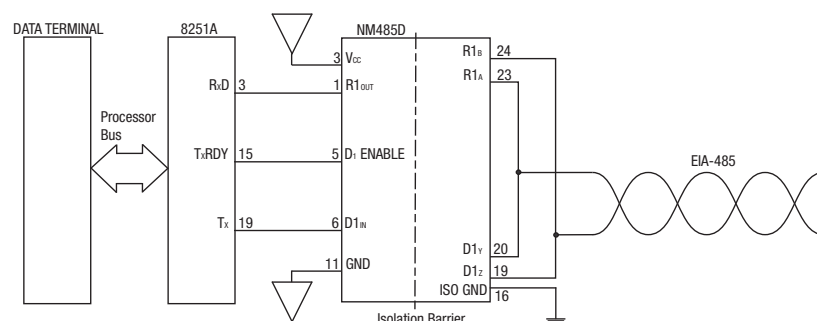 DATA TERMINAL
8251A
NM485D
3 Vcc
R1B 24
R1A 23
RxD 3
1 R1OUT
Processor
Bus
TxRDY 15
5 D1 ENABLE
EIA-485
Tx 19
6 D1IN
D1Y 20
11 GND
D1Z 19
ISO GND 16
Isolation Barrier